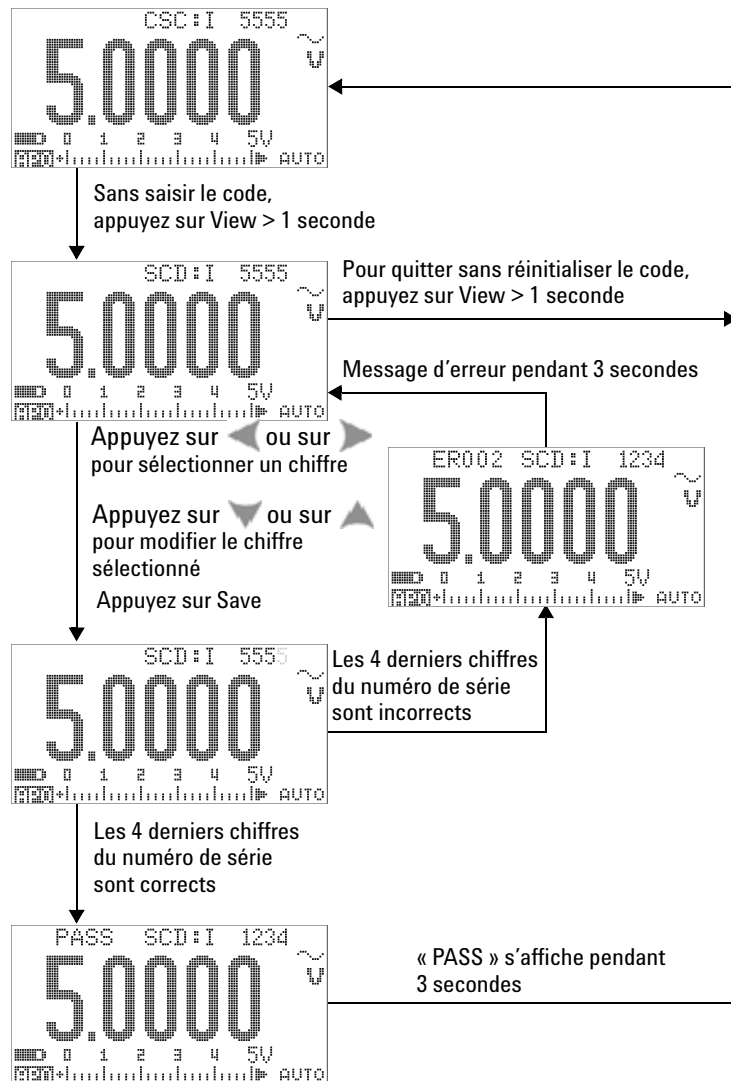 CSC:I 5555
5.0000 V
0 1 2 3 4 5V
APO AUTO
Sans saisir le code,
appuyez sur View > 1 seconde
SCD:I 5555
5.0000 V
0 1 2 3 4 5V
APO AUTO
Pour quitter sans réinitialiser le code,
appuyez sur View > 1 seconde
Message d'erreur pendant 3 secondes
Appuyez sur ou sur
pour sélectionner un chiffre
Appuyez sur ou sur
pour modifier le chiffre
sélectionné
Appuyez sur Save
ER002 SCD:I 1234
5.0000 V
0 1 2 3 4 5V
APO AUTO
SCD:I 5555
5.0000 V
0 1 2 3 4 5V
APO AUTO
Les 4 derniers chiffres
du numéro de série
sont incorrects
Les 4 derniers chiffres
du numéro de série
sont corrects
PASS SCD:I 1234
5.0000 V
0 1 2 3 4 5V
APO AUTO
« PASS » s'affiche pendant
3 secondes